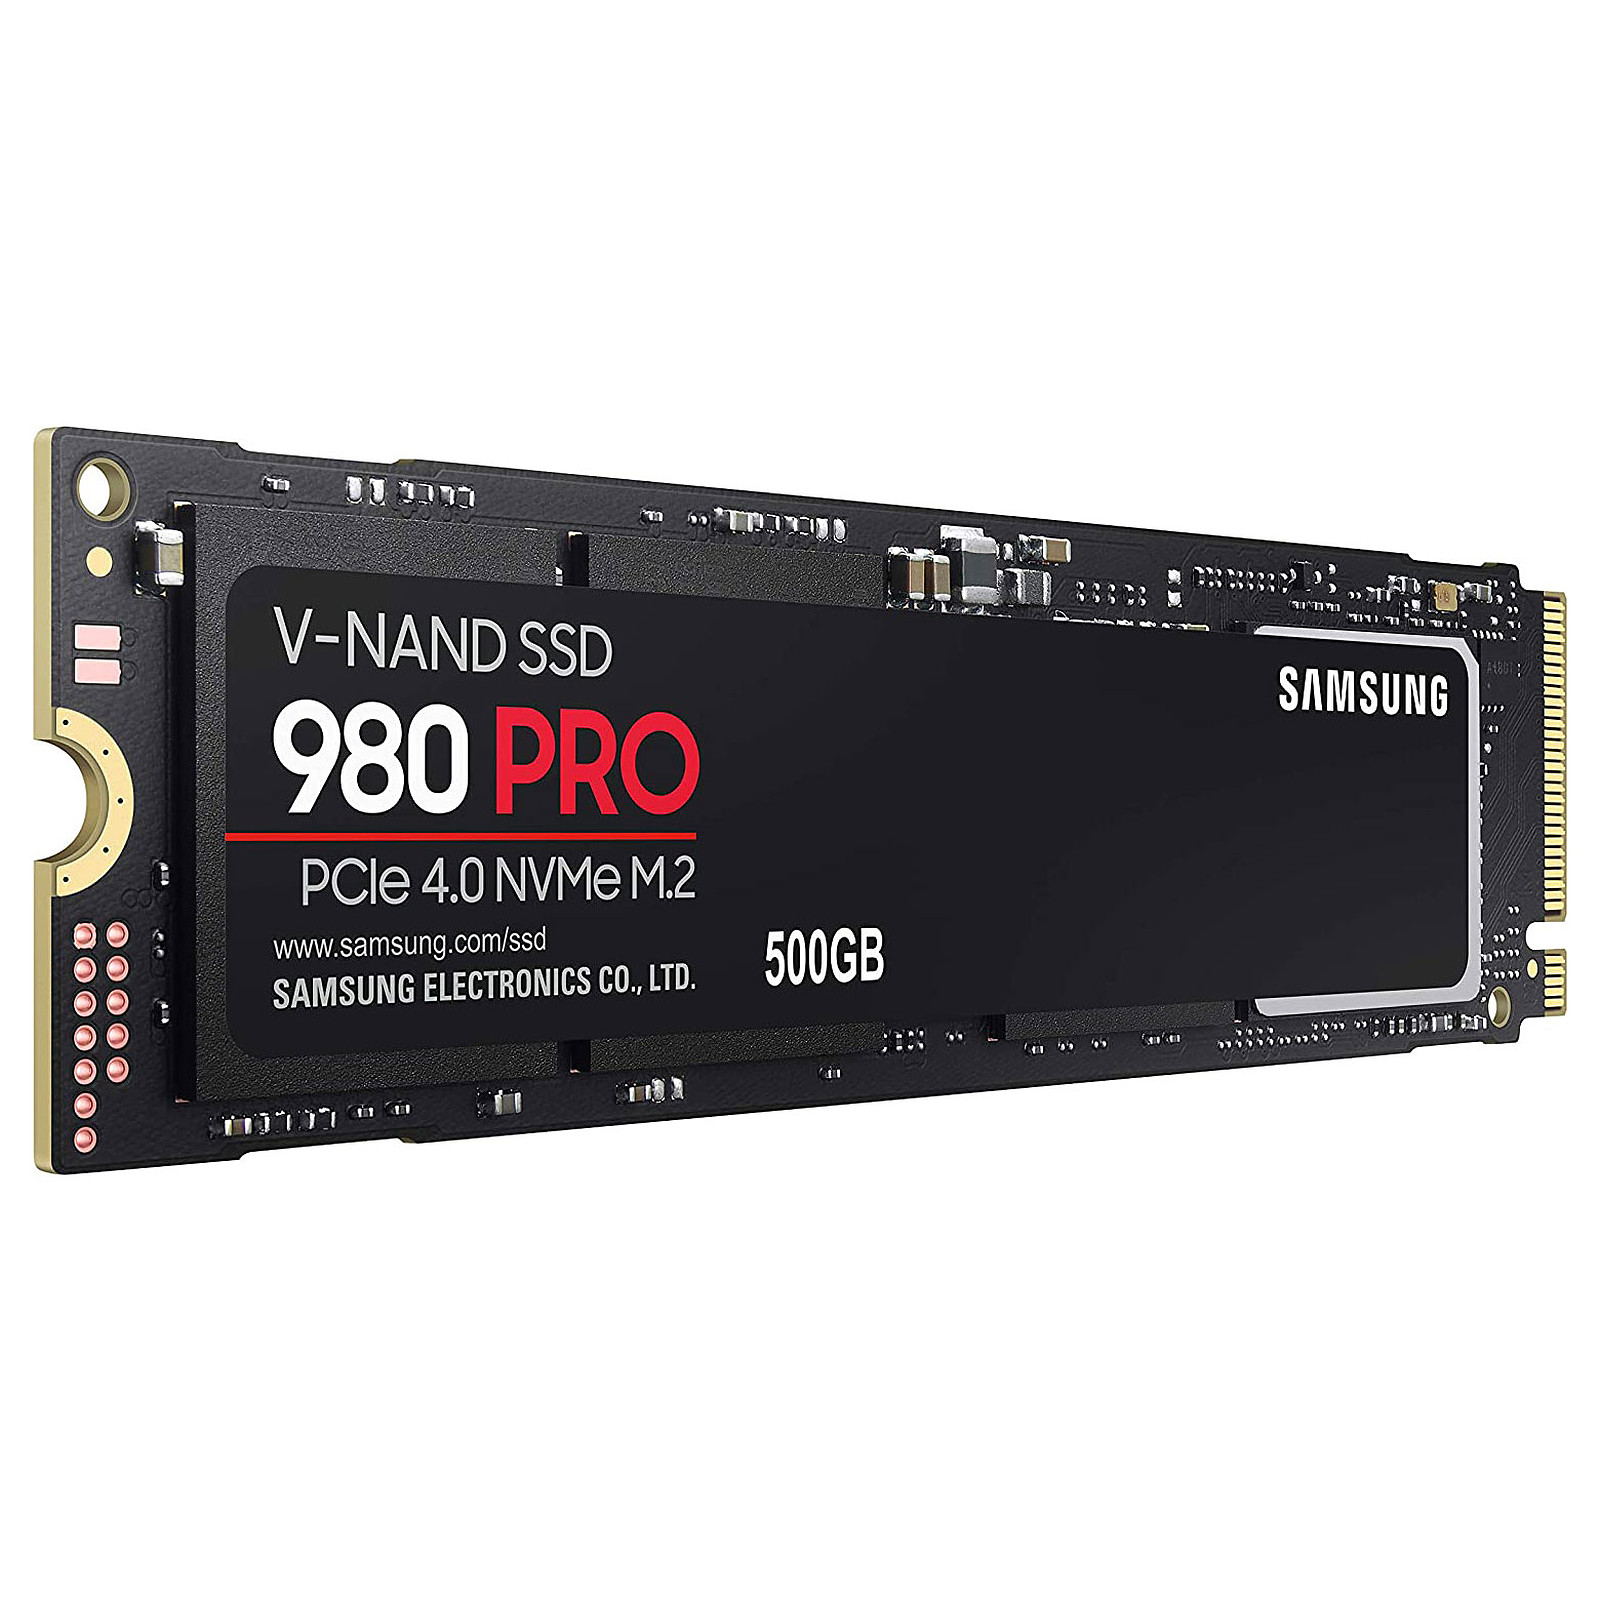 V-NAND SSD
SAMSUNG
980 PRO
PCIe 4.0 NVMe M.2
www.samsung.com/ssd
500GB
SAMSUNG ELECTRONICS CO., LTD.